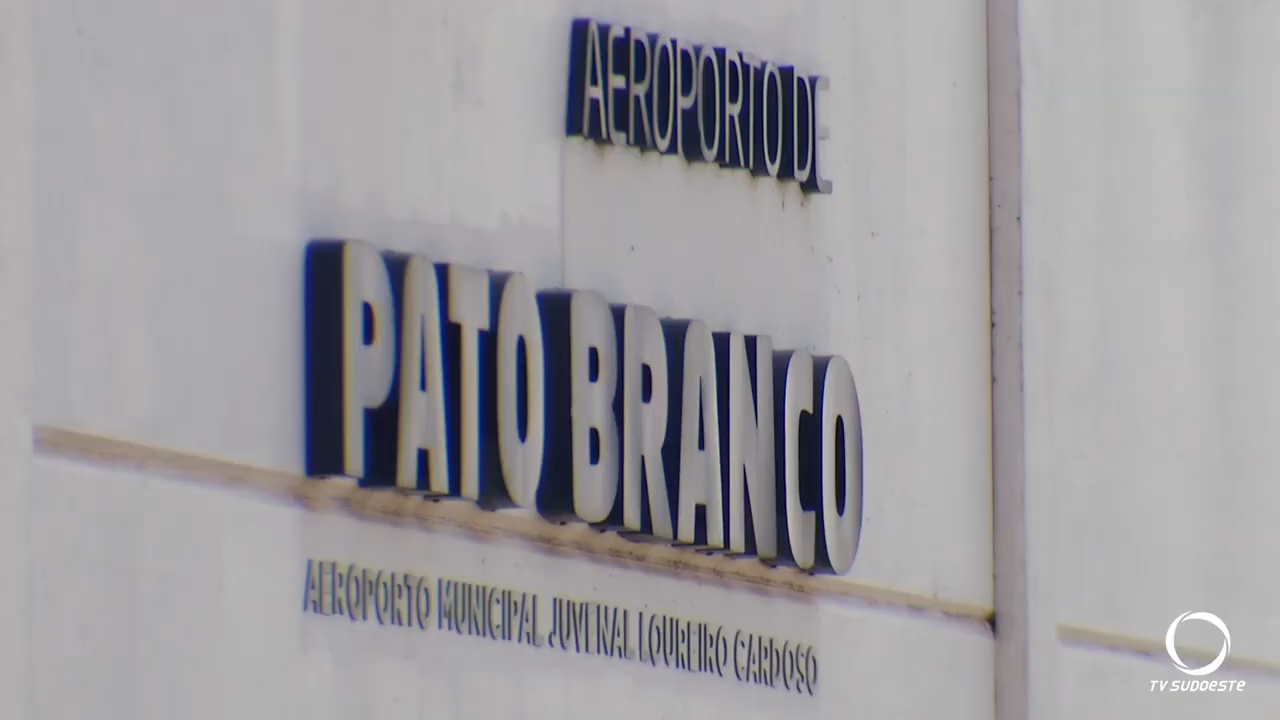 AEROPORTO DE
PATO BRANCO
AEROPORTO MUNICIPAL JUVENAL LOUREIRO CARDOSO
TV SUDOESTE